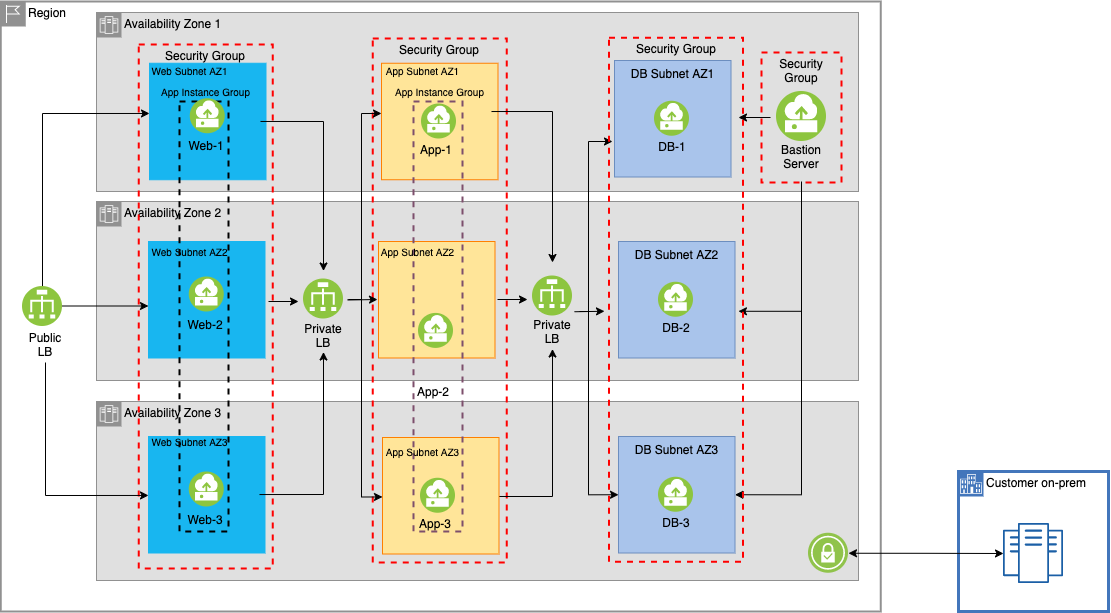 Region
Availability Zone 1
Security Group
Web Subnet AZ1
App Instance Group
Web-1
Security Group
App Subnet AZ1
App Instance Group
App-1
Security Group
DB Subnet AZ1
DB-1
Security
Group
Bastion
Server
Availability Zone 2
Web Subnet AZ2
Web-2
Private
LB
App Subnet AZ2
App-2
Private
LB
DB Subnet AZ2
DB-2
Public
LB
Availability Zone 3
Web Subnet AZ3
Web-3
App Subnet AZ3
App-3
DB Subnet AZ3
DB-3
Customer on-prem